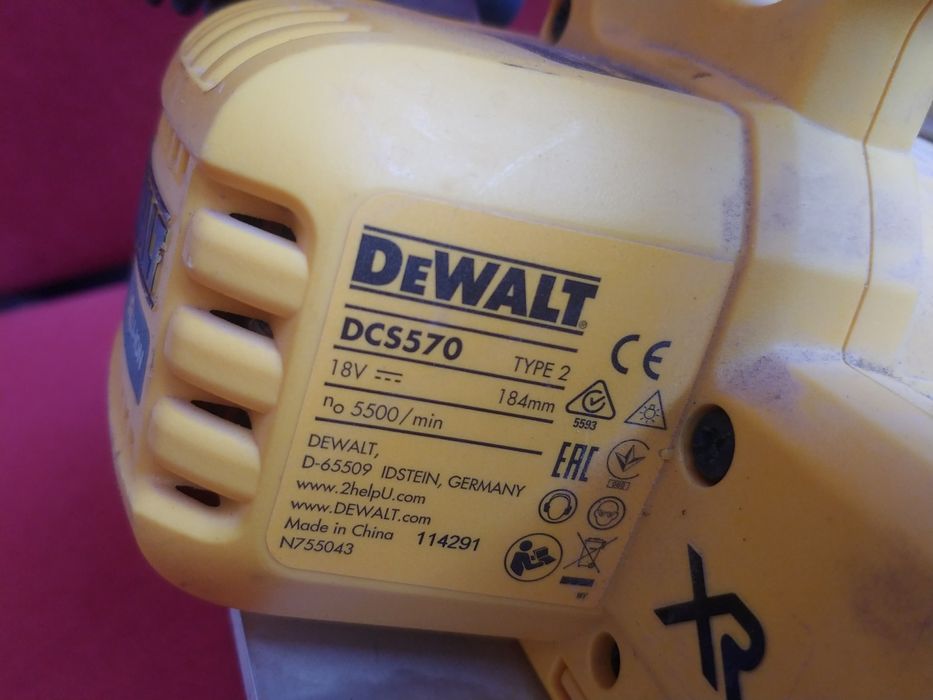 DEWALT
®
DCS570
TYPE 2
18V
184mm
n₀ 5500/min
DEWALT,
D-65509 IDSTEIN, GERMANY
www.2helpU.com
www.DEWALT.com
Made in China 114291
N755043
CE
5593
EAC
XR